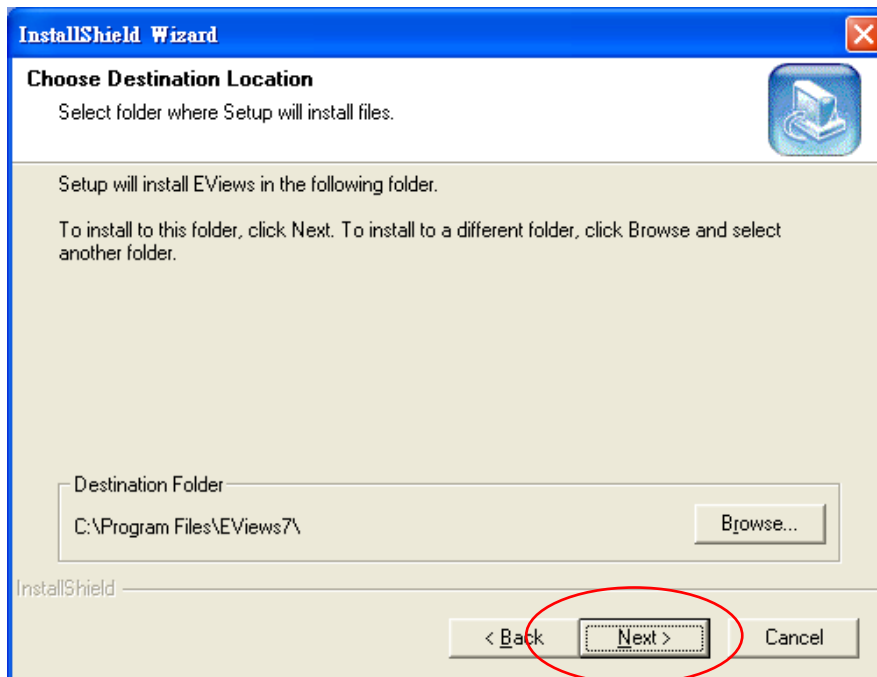 InstallShield Wizard
Choose Destination Location
Select folder where Setup will install files.
Setup will install EViews in the following folder.
To install to this folder, click Next. To install to a different folder, click Browse and select
another folder.
Destination Folder
C:\Program Files\EViews7\
Browse...
InstallShield
< Back
Next >
Cancel